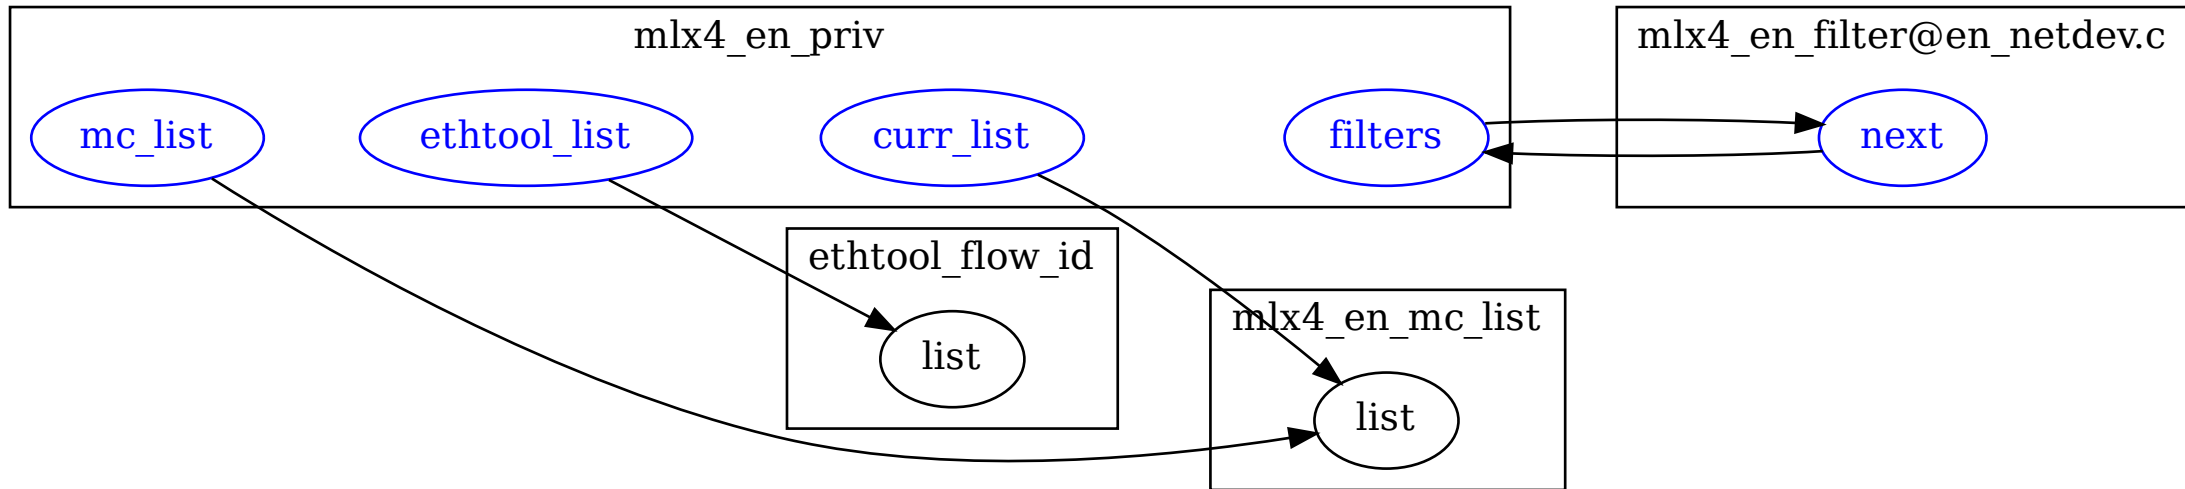 mlx4_en_priv
mlx4_en_filter@en_netdev.c
mc_list
ethtool_list
curr_list
filters
next
ethtool_flow_id
mlx4_en_mc_list
list
list